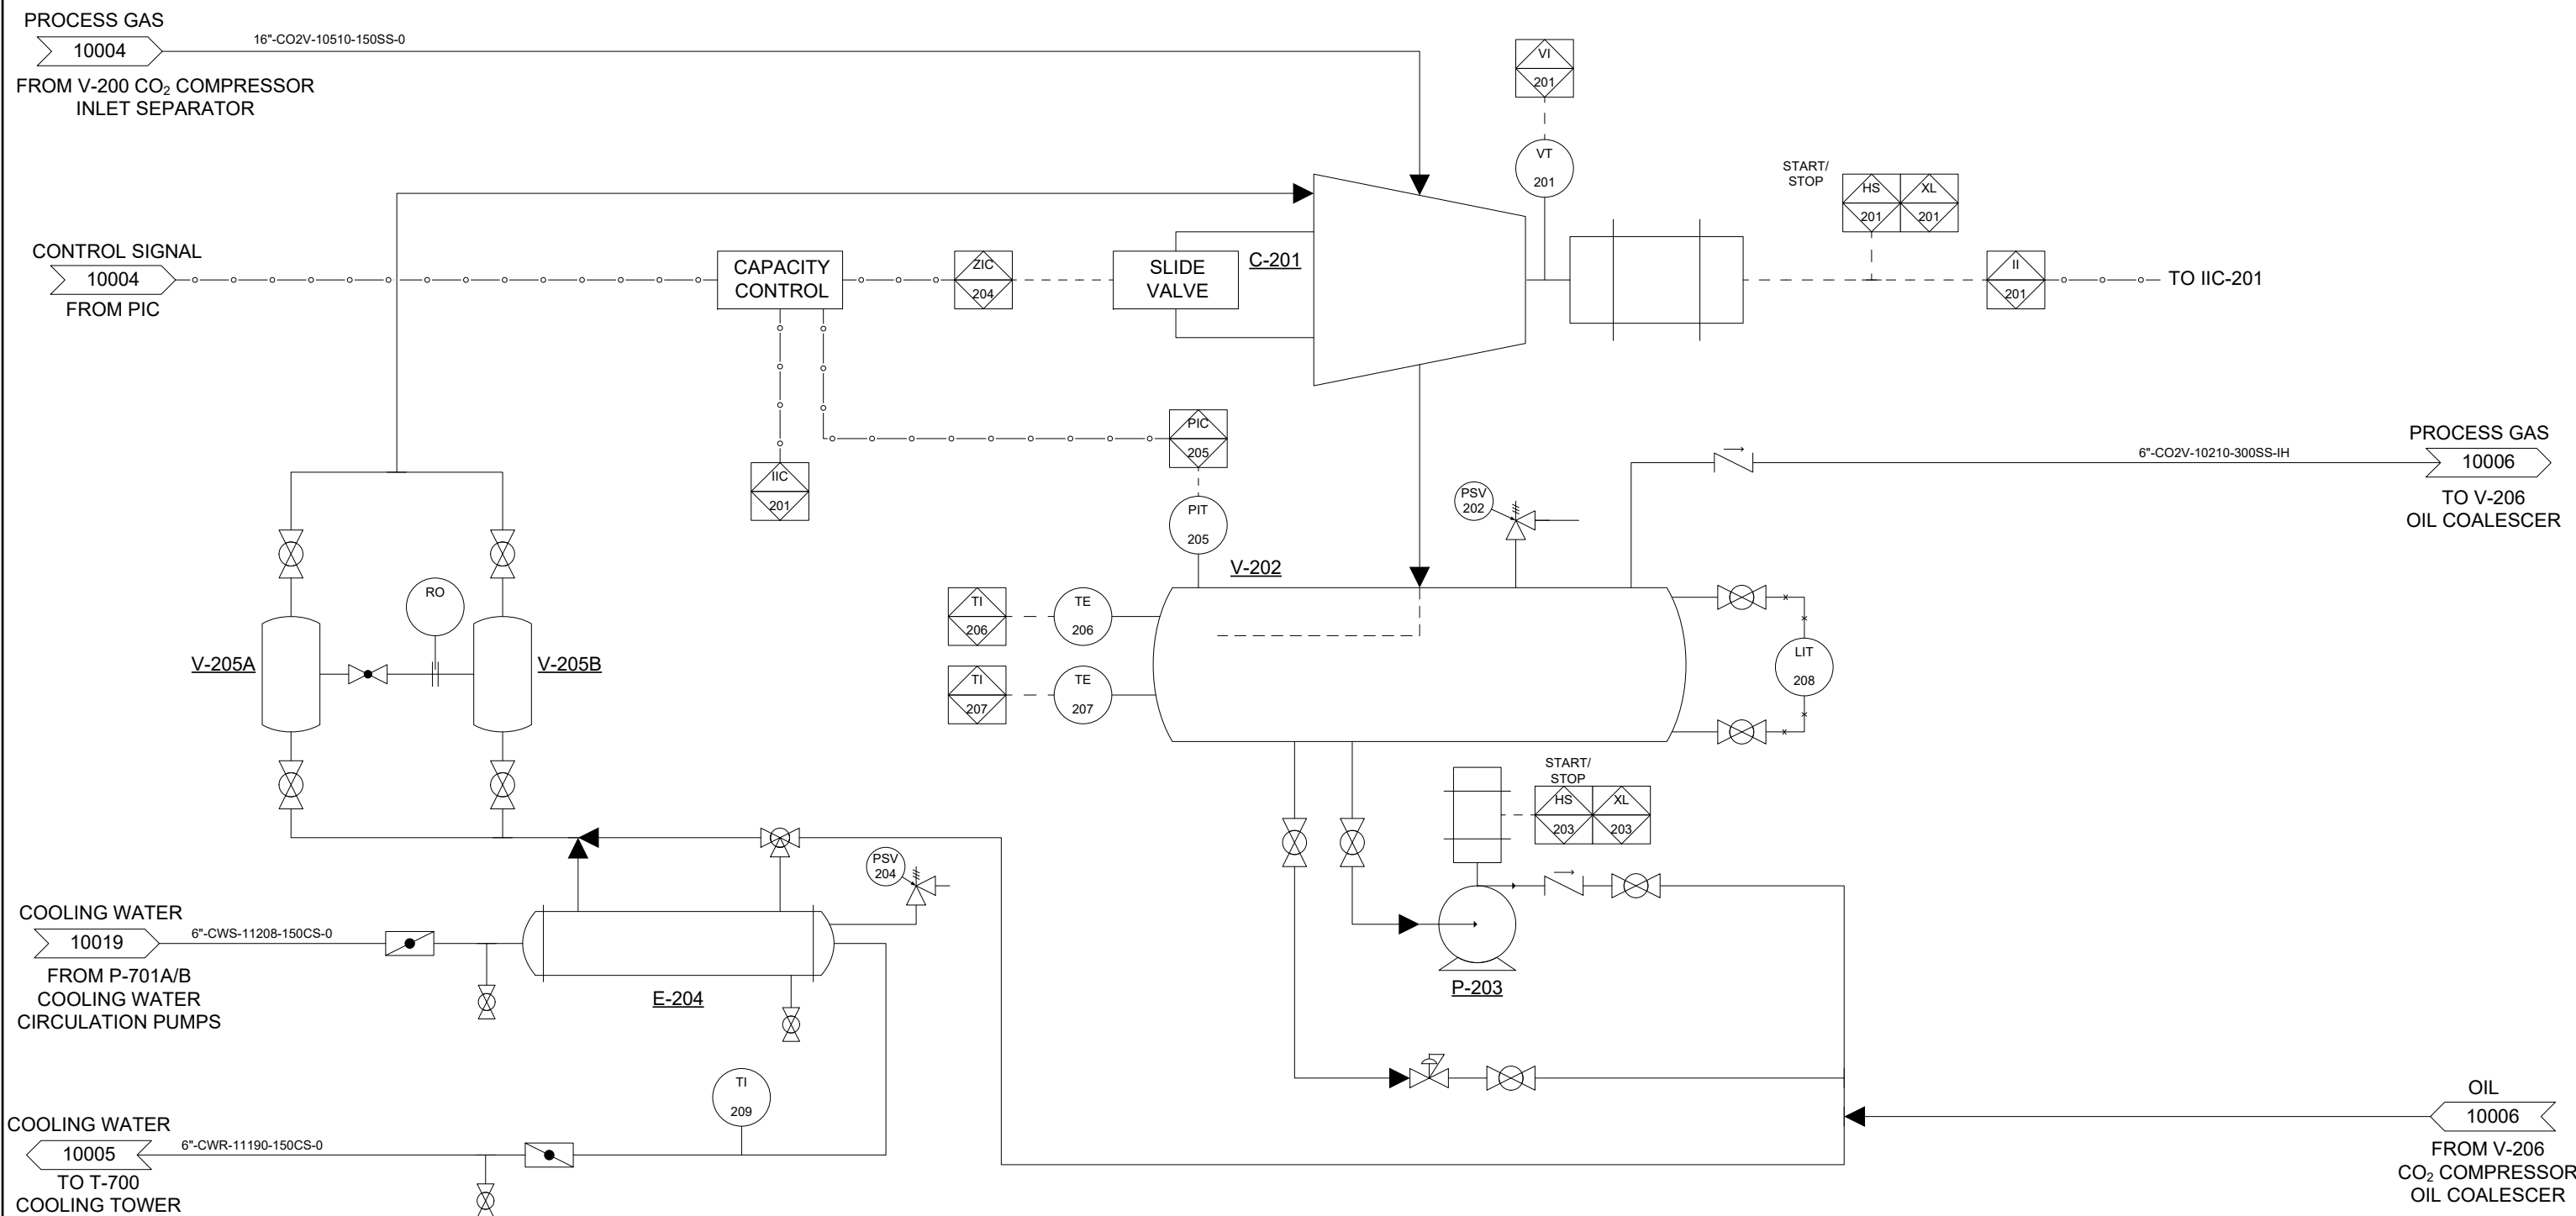 PROCESS GAS
10004
16"-CO2V-10510-150SS-0
FROM V-200 CO₂ COMPRESSOR
INLET SEPARATOR
VI
201
VT
201
START/
STOP
HS
201
XL
201
CONTROL SIGNAL
10004
FROM PIC
CAPACITY
CONTROL
ZIC
204
SLIDE
VALVE
C-201
II
201
TO IIC-201
PIC
205
IIC
201
PIT
205
PSV
202
6"-CO2V-10210-300SS-IH
PROCESS GAS
10006
TO V-206
OIL COALESCER
V-202
RO
TI
206
TE
206
V-205A
V-205B
TI
207
TE
207
LIT
208
START/
STOP
HS
203
XL
203
PSV
204
COOLING WATER
10019
6"-CWS-11208-150CS-0
FROM P-701A/B
COOLING WATER
CIRCULATION PUMPS
E-204
P-203
TI
209
COOLING WATER
10005
6"-CWR-11190-150CS-0
TO T-700
COOLING TOWER
OIL
10006
FROM V-206
CO₂ COMPRESSOR
OIL COALESCER